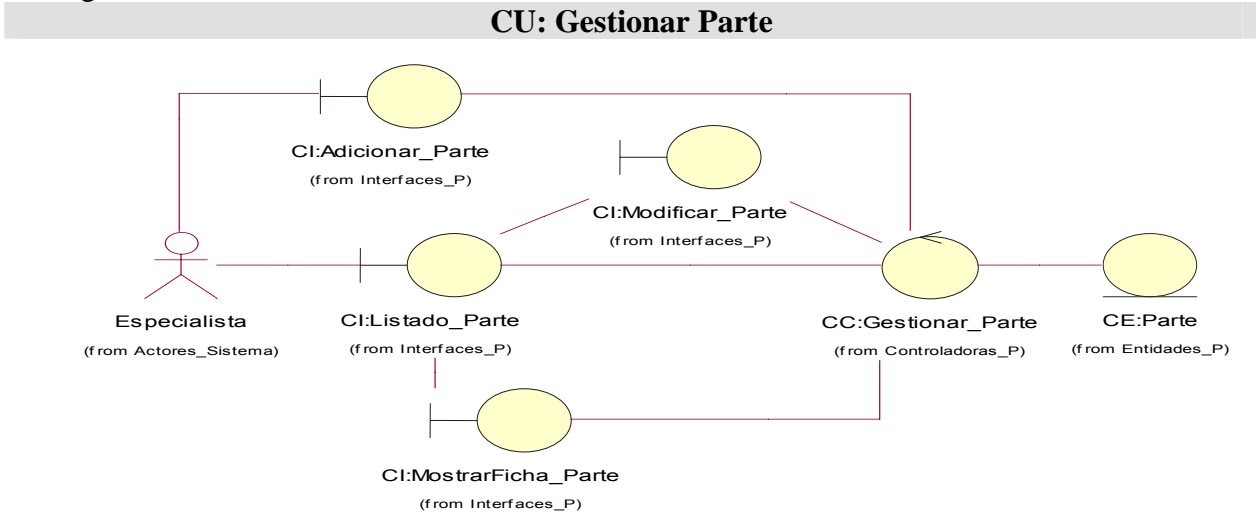 CU: Gestionar Parte
CI:Adicionar_Parte
(from Interfaces_P)
CI:Modificar_Parte
(from Interfaces_P)
Especialista
(from Actores_Sistema)
CI:Listado_Parte
(from Interfaces_P)
CC:Gestionar_Parte
(from Controladoras_P)
CE:Parte
(from Entidades_P)
CI:MostrarFicha_Parte
(from Interfaces_P)